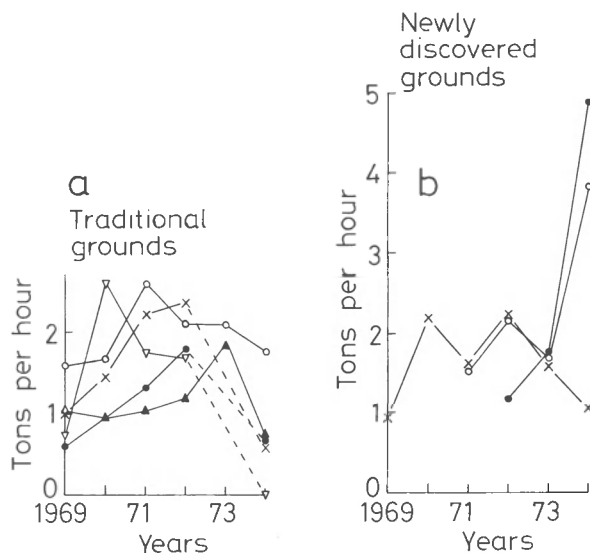 a
Traditional
grounds
Tons per hour
2
1
0
1969 71 73
Years
Newly
discovered
grounds
b
Tons per hour
5
4
3
2
1
0
1969 71 73
Years